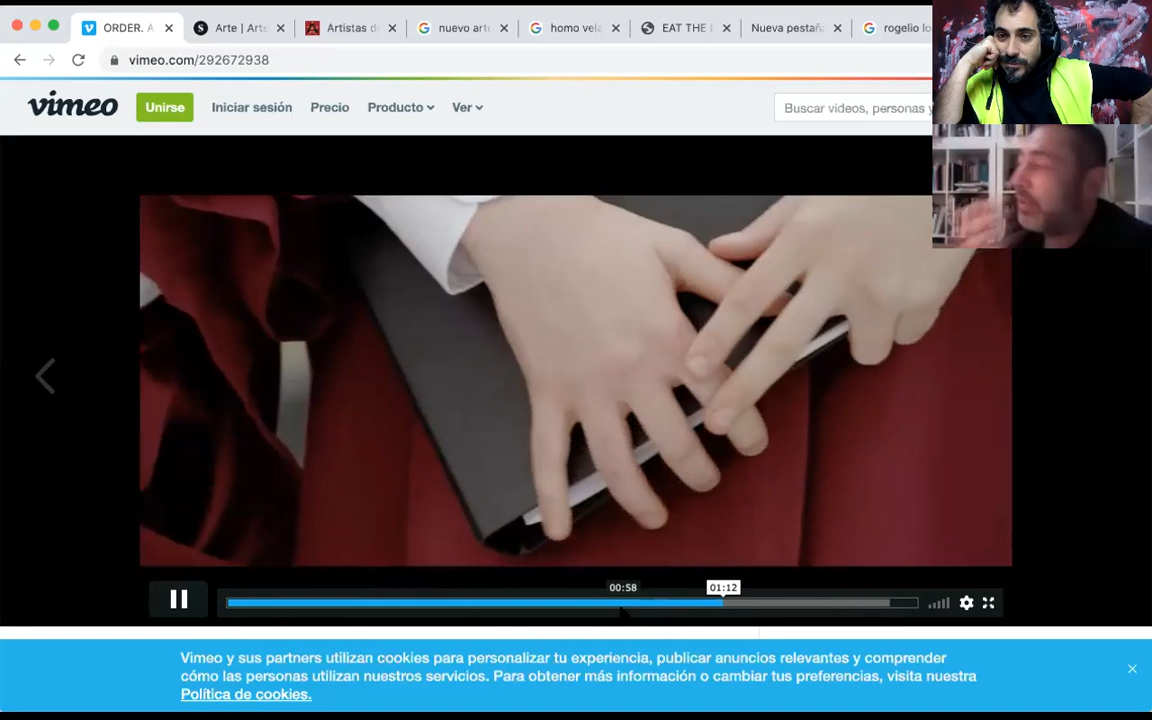 ORDER. A
Arte | Arts
Artistas d
nuevo arte
homo vela
EAT THE
Nueva pestaña
rogelio lo
vimeo.com/292672938
vimeo Unirse Iniciar sesión Precio Producto Ver
Buscar videos, personas y
00:58 01:12
Vimeo y sus partners utilizan cookies para personalizar tu experiencia, publicar anuncios relevantes y comprender
cómo las personas utilizan nuestros servicios. Para obtener más información o cambiar tus preferencias, visita nuestra
Política de cookies.